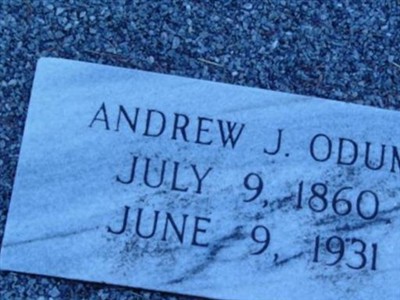 ANDREW J. ODUM
JULY 9, 1860
JUNE 9, 1931